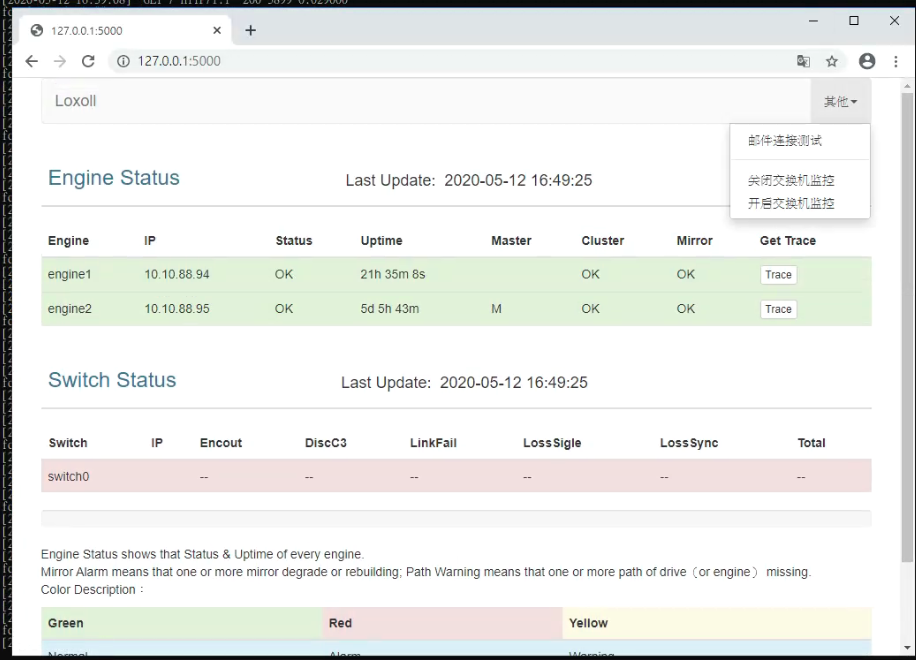 127.0.0.1:5000
127.0.0.1:5000
Loxoll
其他
邮件连接测试
关闭交换机监控
开启交换机监控
Engine Status
Last Update: 2020-05-12 16:49:25
Engine IP Status Uptime Master Cluster Mirror Get Trace
engine1 10.10.88.94 OK 21h 35m 8s OK OK Trace
engine2 10.10.88.95 OK 5d 5h 43m M OK OK Trace
Switch Status
Last Update: 2020-05-12 16:49:25
Switch IP Encout DiscC3 LinkFail LossSigle LossSync Total
switch0 -- -- -- -- -- --
Engine Status shows that Status & Uptime of every engine.
Mirror Alarm means that one or more mirror degrade or rebuilding; Path Warning means that one or more path of drive（or engine） missing.
Color Description：
Green Red Yellow
Normal Alarm Warning